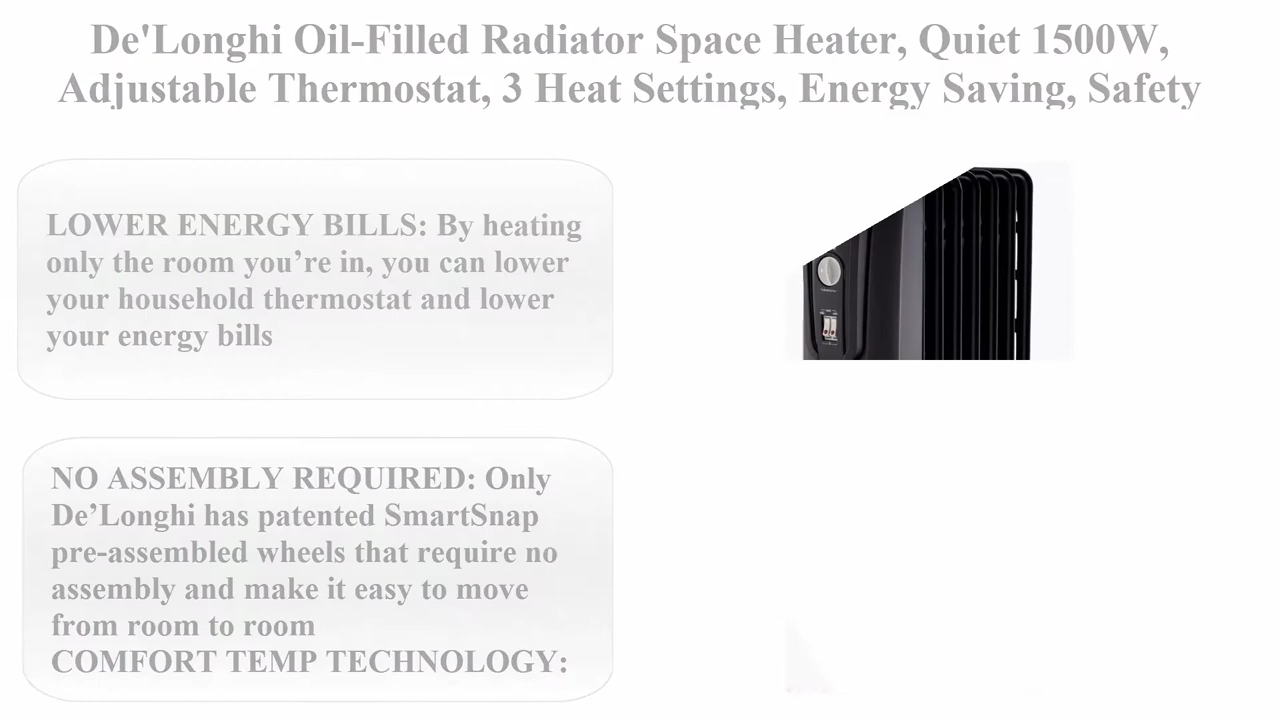 De'Longhi Oil-Filled Radiator Space Heater, Quiet 1500W,
Adjustable Thermostat, 3 Heat Settings, Energy Saving, Safety
LOWER ENERGY BILLS: By heating
only the room you’re in, you can lower
your household thermostat and lower
your energy bills
NO ASSEMBLY REQUIRED: Only
De’Longhi has patented SmartSnap
pre-assembled wheels that require no
assembly and make it easy to move
from room to room
COMFORT TEMP TECHNOLOGY: